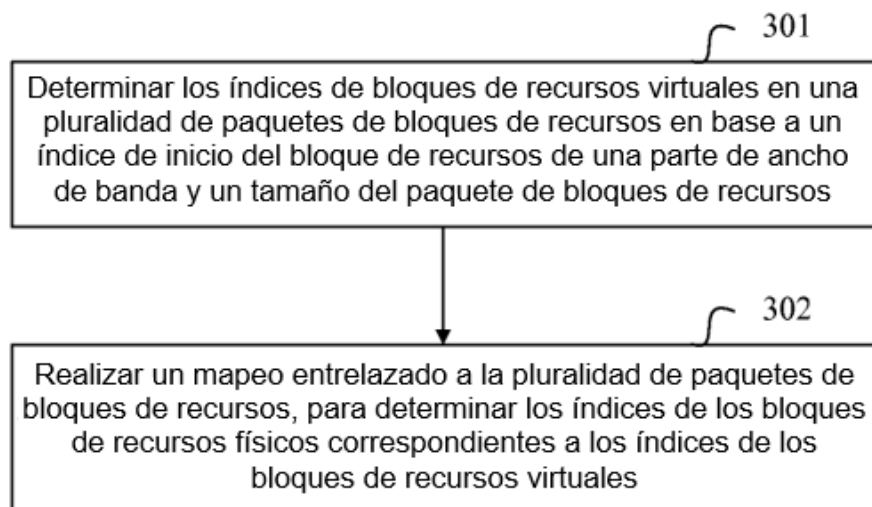 301
Determinar los índices de bloques de recursos virtuales en una
pluralidad de paquetes de bloques de recursos en base a un
índice de inicio del bloque de recursos de una parte de ancho
de banda y un tamaño del paquete de bloques de recursos
302
Realizar un mapeo entrelazado a la pluralidad de paquetes de
bloques de recursos, para determinar los índices de los bloques
de recursos físicos correspondientes a los índices de los
bloques de recursos virtuales